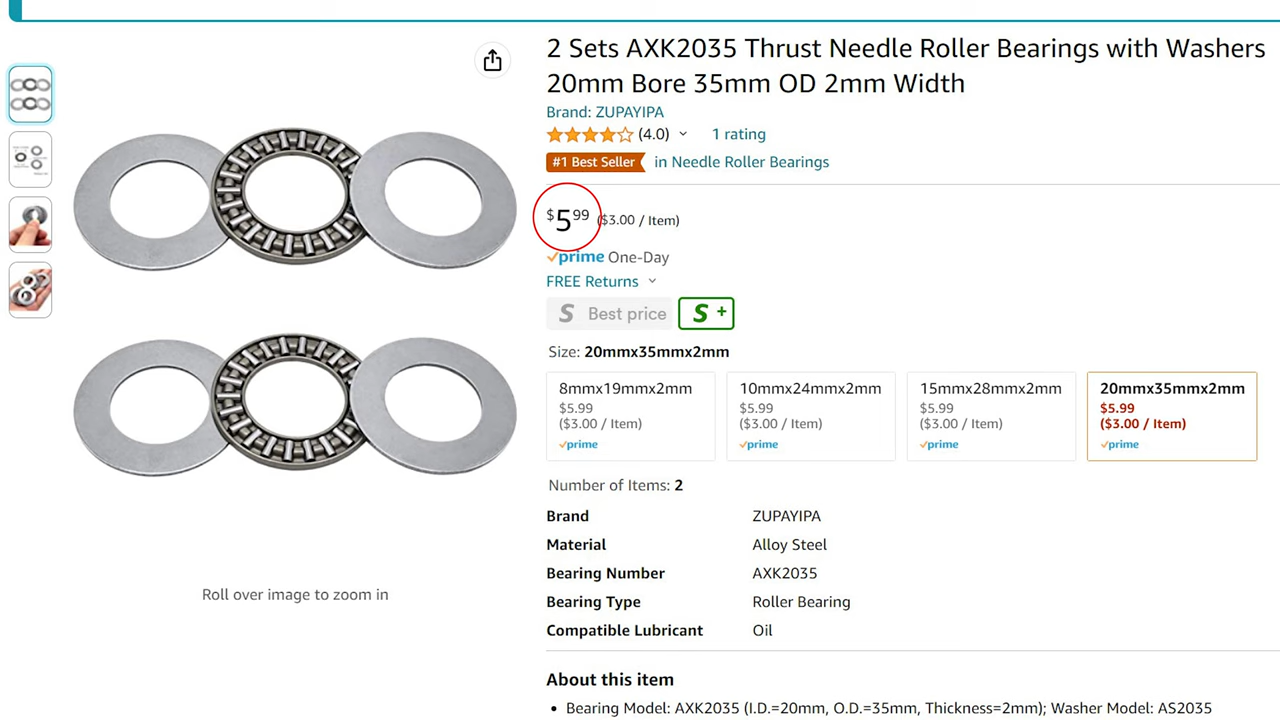 2 Sets AXK2035 Thrust Needle Roller Bearings with Washers
20mm Bore 35mm OD 2mm Width
Brand: ZUPAYIPA
(4.0) 1 rating
#1 Best Seller in Needle Roller Bearings
$5.99 ($3.00 / Item)
prime One-Day
FREE Returns
S Best price S +
Size: 20mmx35mmx2mm
8mmx19mmx2mm 10mmx24mmx2mm 15mmx28mmx2mm 20mmx35mmx2mm
$5.99 $5.99 $5.99 $5.99
($3.00 / Item) ($3.00 / Item) ($3.00 / Item) ($3.00 / Item)
prime prime prime prime
Number of Items: 2
Brand ZUPAYIPA
Material Alloy Steel
Bearing Number AXK2035
Bearing Type Roller Bearing
Compatible Lubricant Oil
Roll over image to zoom in
About this item
• Bearing Model: AXK2035 (I.D.=20mm, O.D.=35mm, Thickness=2mm); Washer Model: AS2035